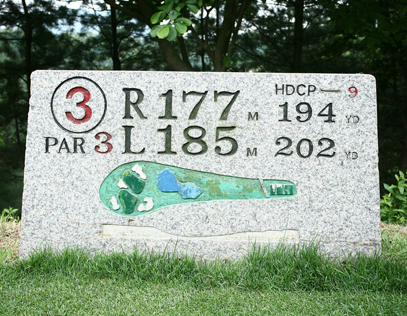 3 R 177 M HDCP — 9
194 YD
PAR 3 L 185 M 202 YD